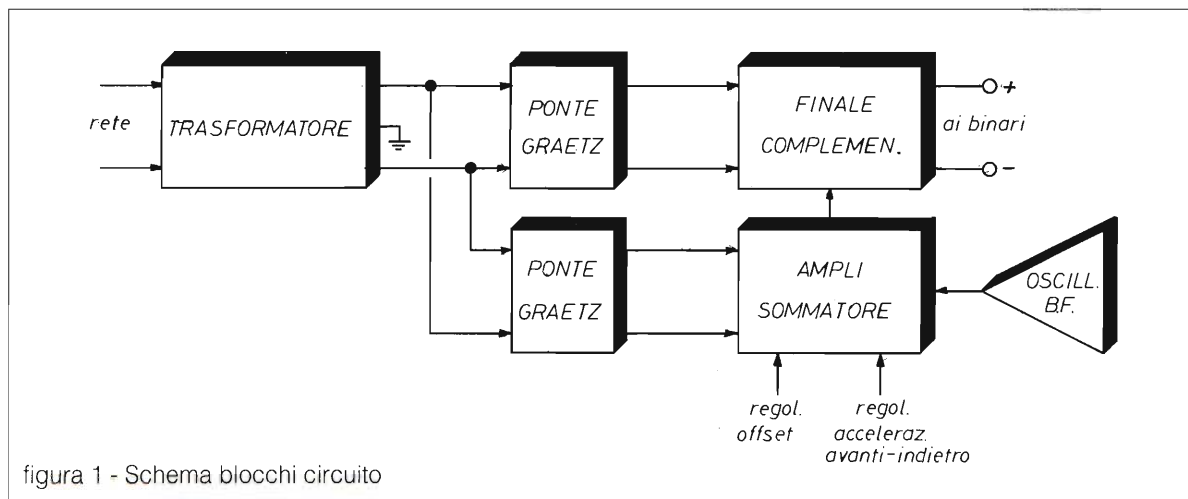 rete
TRASFORMATORE
PONTE
GRAETZ
FINALE
COMPLEMEN.
+
ai binari
-
PONTE
GRAETZ
AMPLI
SOMMATORE
OSCILL.
B.F.
regol.
offset
regol.
acceleraz.
avanti-indietro
figura 1 - Schema blocchi circuito